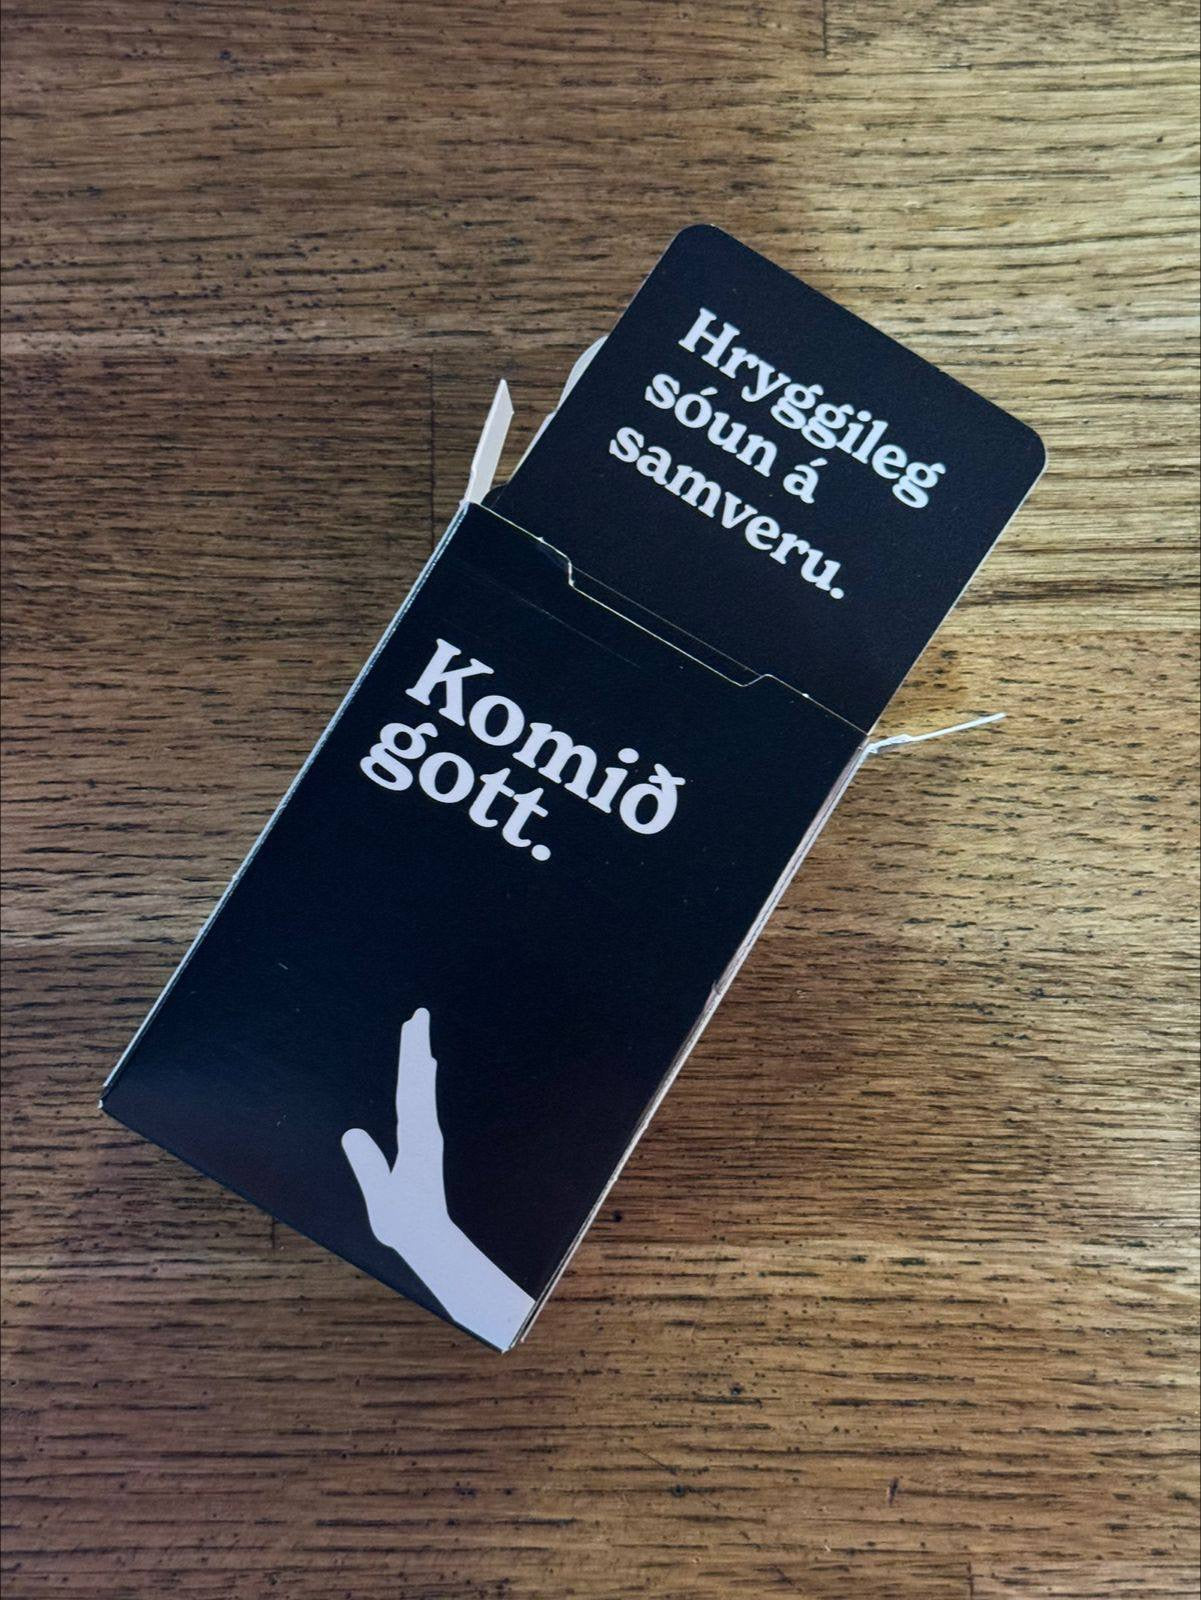 Hryggileg
sóun á
samveru.
Komið
gott.